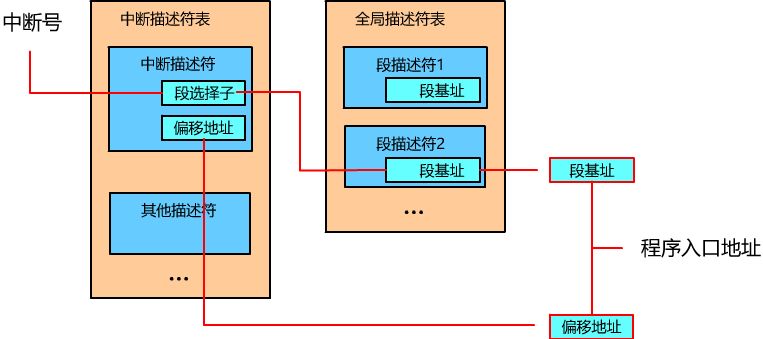 中断号
中断描述符表
中断描述符
段选择子
偏移地址
其他描述符
...
全局描述符表
段描述符1
段基址
段描述符2
段基址
...
段基址
程序入口地址
偏移地址